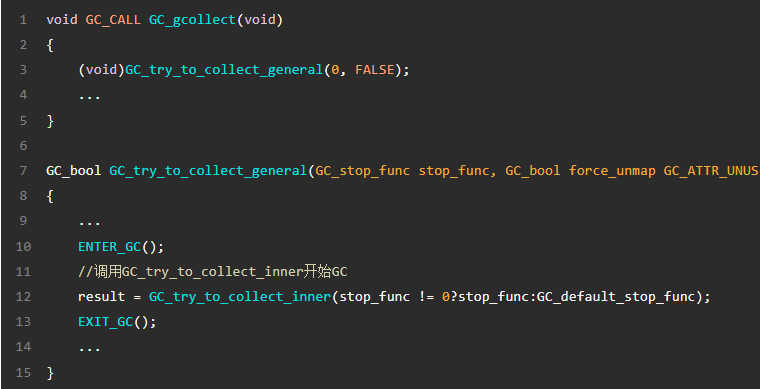 1 void GC_CALL GC_gcollect(void)
2 {
3     (void)GC_try_to_collect_general(0, FALSE);
4     ...
5 }
6
7 GC_bool GC_try_to_collect_general(GC_stop_func stop_func, GC_bool force_unmap GC_ATTR_UNUS
8 {
9     ...
10     ENTER_GC();
11     //调用GC_try_to_collect_inner开始GC
12     result = GC_try_to_collect_inner(stop_func != 0?stop_func:GC_default_stop_func);
13     EXIT_GC();
14     ...
15 }